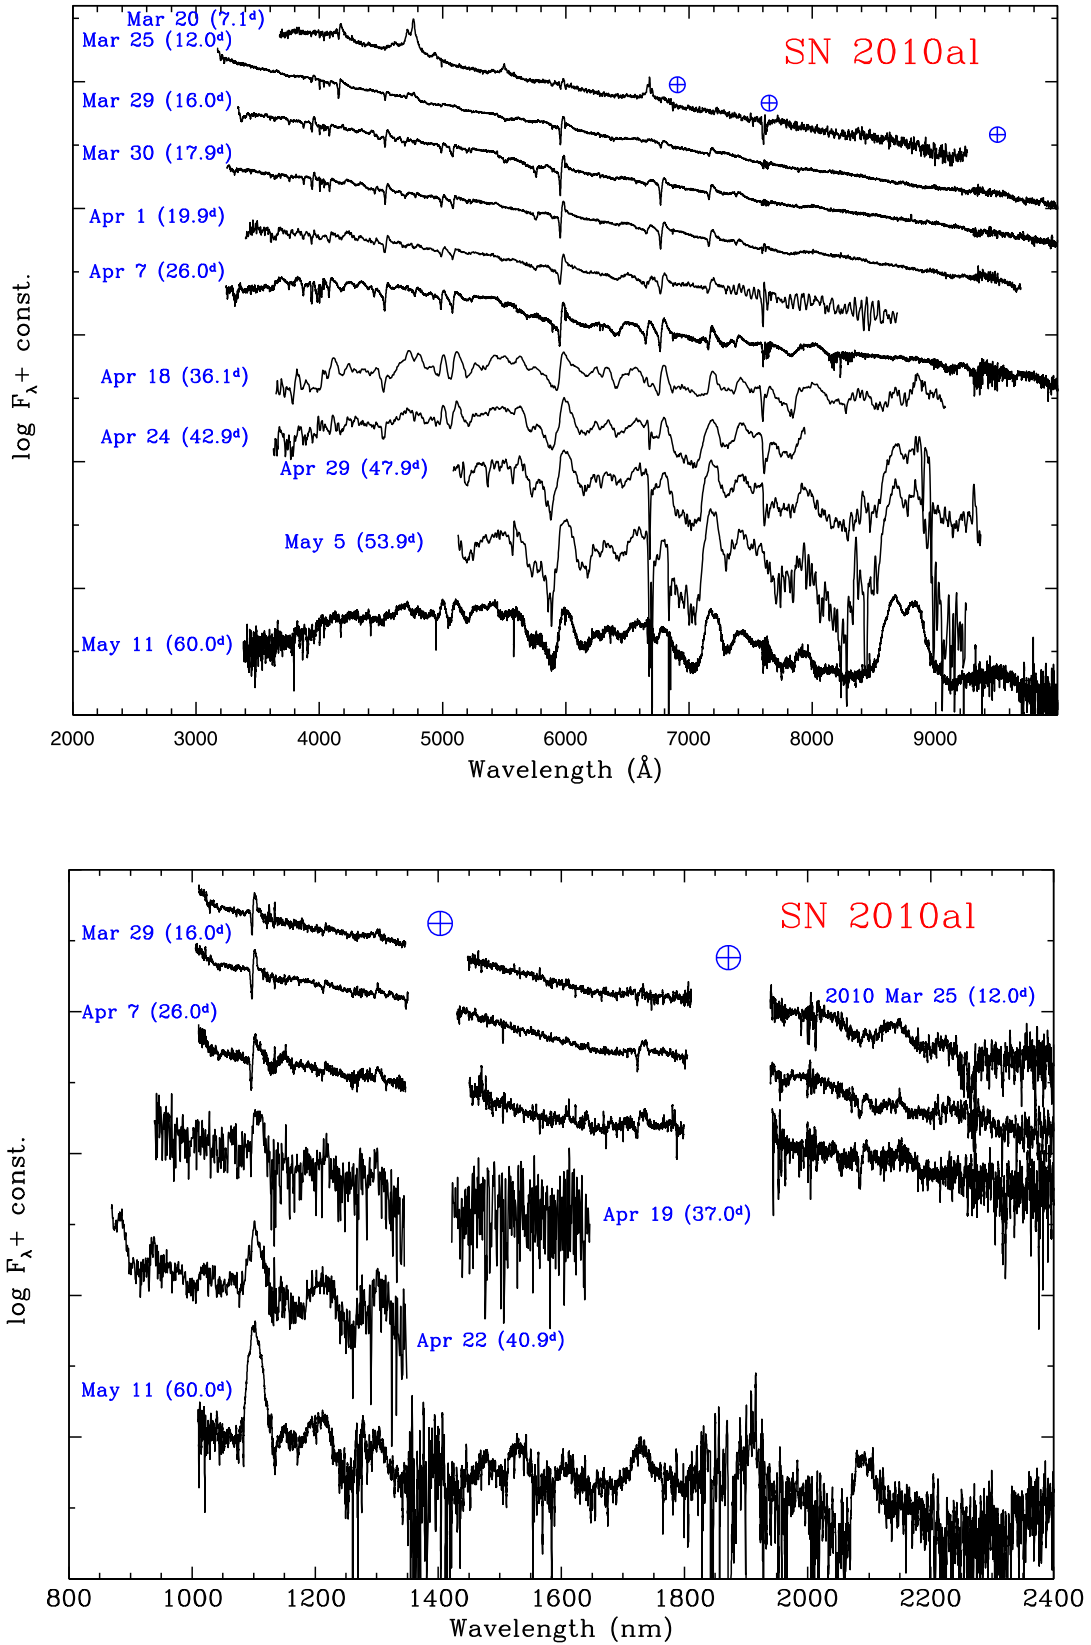 Mar 20 (7.1d)
SN 2010al
Mar 25 (12.0d)
Mar 29 (16.0d)
Mar 30 (17.9d)
Apr 1 (19.9d)
Apr 7 (26.0d)
Apr 18 (36.1d)
Apr 24 (42.9d)
Apr 29 (47.9d)
May 5 (53.9d)
May 11 (60.0d)
log Fλ+ const.
2000 3000 4000 5000 6000 7000 8000 9000
Wavelength (Å)
SN 2010al
Mar 29 (16.0d)
2010 Mar 25 (12.0d)
Apr 7 (26.0d)
Apr 19 (37.0d)
Apr 22 (40.9d)
May 11 (60.0d)
log Fλ+ const.
800 1000 1200 1400 1600 1800 2000 2200 2400
Wavelength (nm)